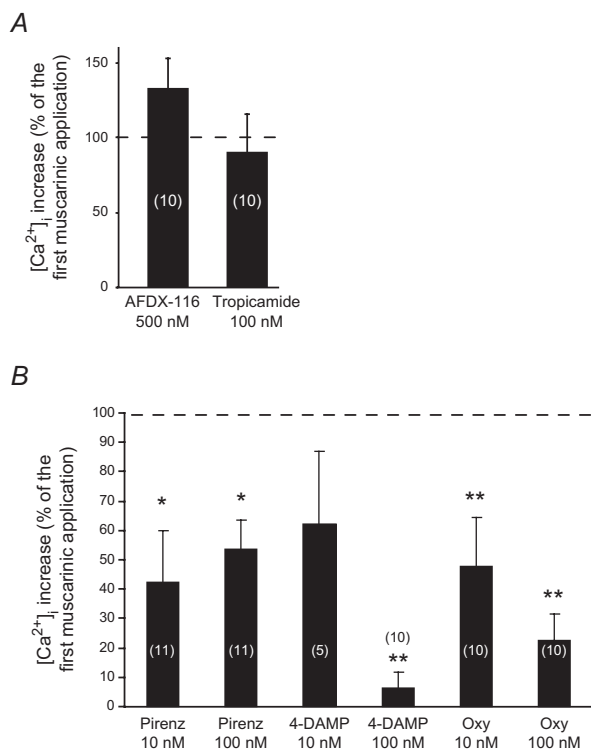 A
[Ca²⁺]ᵢ increase (% of the
first muscarinic application)
150
100
50
0
(10)
(10)
AFDX-116
500 nM
Tropicamide
100 nM
B
[Ca²⁺]ᵢ increase (% of the
first muscarinic application)
100
90
80
70
60
50
40
30
20
10
0
*
*
**
**
**
(11)
(11)
(5)
(10)
(10)
(10)
Pirenz
10 nM
Pirenz
100 nM
4-DAMP
10 nM
4-DAMP
100 nM
Oxy
10 nM
Oxy
100 nM